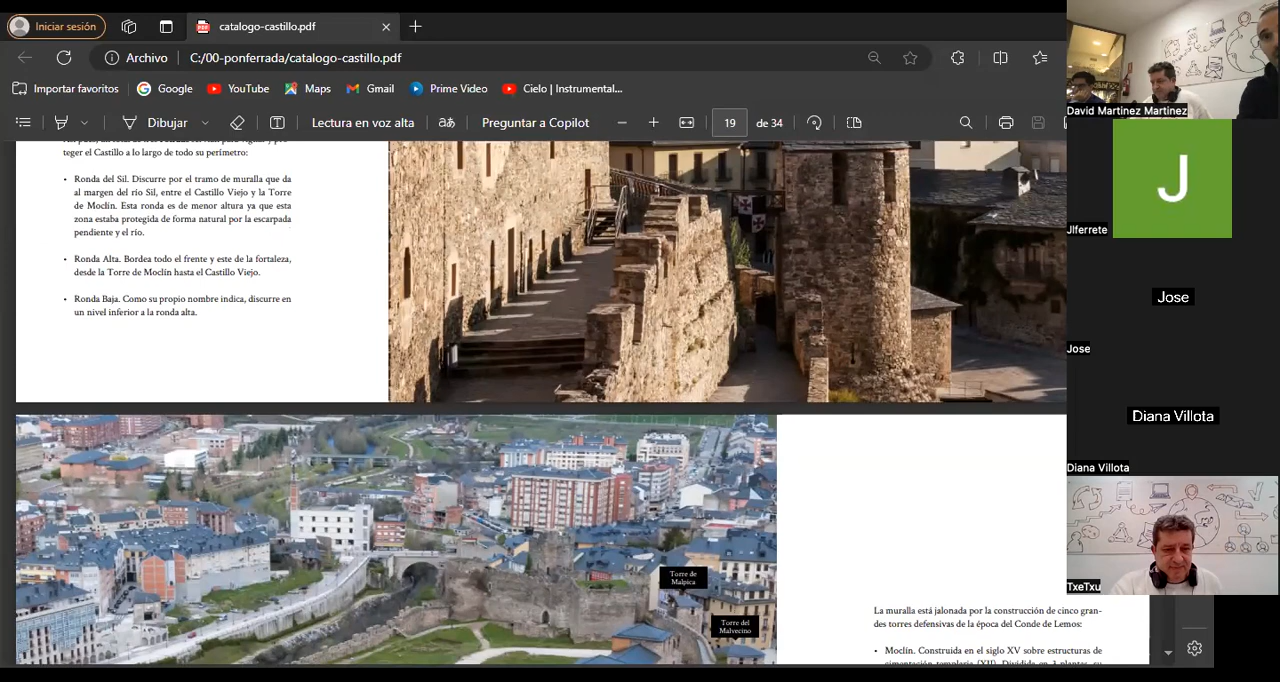 Iniciar sesión
catalogo-castillo.pdf
Archivo
C:/00-ponferrada/catalogo-castillo.pdf
Importar favoritos
Google
YouTube
Maps
Gmail
Prime Video
Cielo | Instrumental...
Dibujar
Lectura en voz alta
Preguntar a Copilot
19
de 34
teger el Castillo a lo largo de todo su perímetro:
• Ronda del Sil. Discurre por el tramo de muralla que da
al margen del río Sil, entre el Castillo Viejo y la Torre
de Moclín. Esta ronda es de menor altura ya que esta
zona estaba protegida de forma natural por la escarpada
pendiente y el río.
• Ronda Alta. Bordea todo el frente y este de la fortaleza,
desde la Torre de Moclín hasta el Castillo Viejo.
• Ronda Baja. Como su propio nombre indica, discurre en
un nivel inferior a la ronda alta.
Torre de
Malpica
Torre del
Malvecino
La muralla está jalonada por la construcción de cinco gran-
des torres defensivas de la época del Conde de Lemos:
• Moclín. Construida en el siglo XV sobre estructuras de
David Martinez Martinez
J
Jlferrete
Jose
Jose
Diana Villota
Diana Villota
TxeTxu